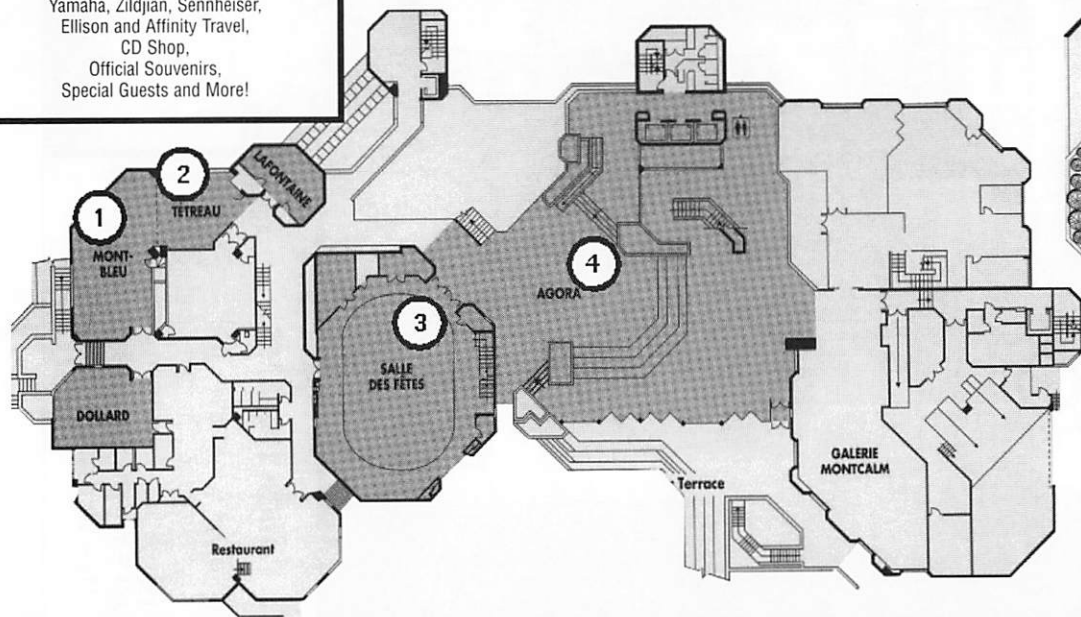 Yamaha, Zildjian, Sennheiser,
Ellison and Affinity Travel,
CD Shop,
Official Souvenirs,
Special Guests and More!
LAFONTAINE
2
TÉTREAU
1
MONT-
BLEU
4
AGORA
3
SALLE
DES FÊTES
DOLLARD
GALERIE
MONTCALM
Terrace
Restaurant